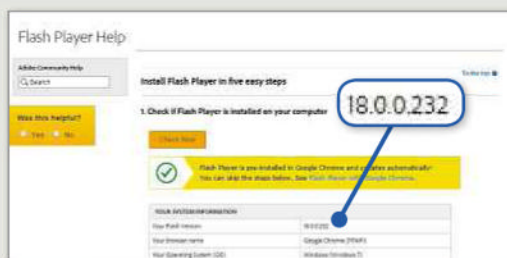 Flash Player Help
Adobe Community Help
Search
To the top
Install Flash Player in five easy steps
Was this helpful?
Yes No
1. Check if Flash Player is installed on your computer
18.0.0.232
Check Now
Flash Player is pre-installed in Google Chrome and updates automatically!
You can skip the steps below. See Flash Player with Google Chrome.
YOUR SYSTEM INFORMATION
Your Flash Version 18.0.0.232
Your browser name Google Chrome (PPAPI)
Your Operating System (OS) Windows (Windows 7)